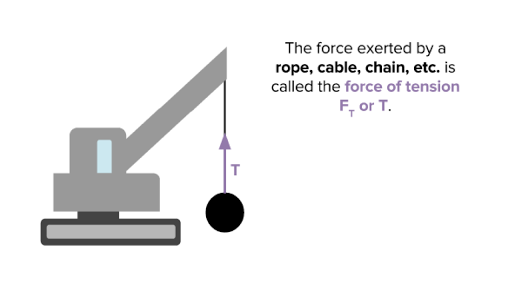 The force exerted by a
rope, cable, chain, etc. is
called the force of tension
F_T or T.
T